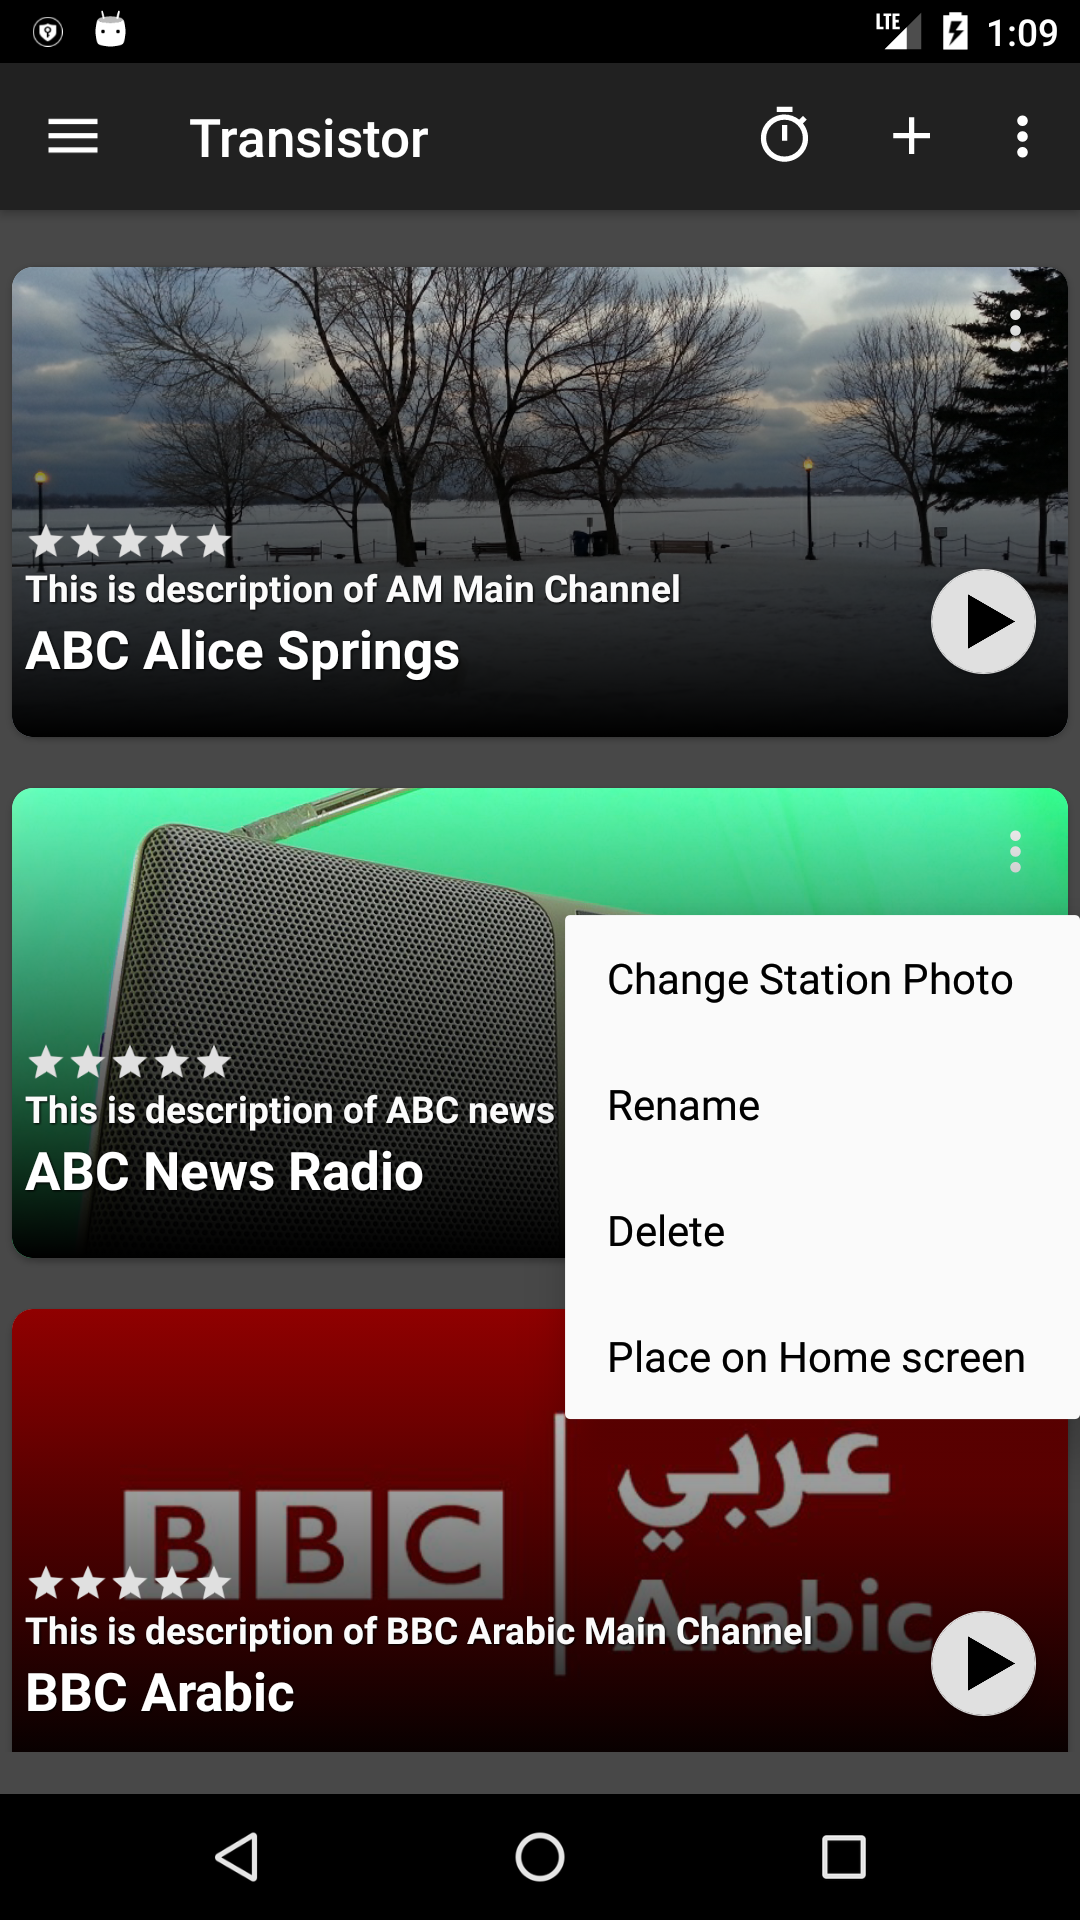 LTE 1:09
Transistor
This is description of AM Main Channel
ABC Alice Springs
This is description of ABC news
ABC News Radio
Change Station Photo
Rename
Delete
Place on Home screen
BBC
عربي
Arabic
This is description of BBC Arabic Main Channel
BBC Arabic